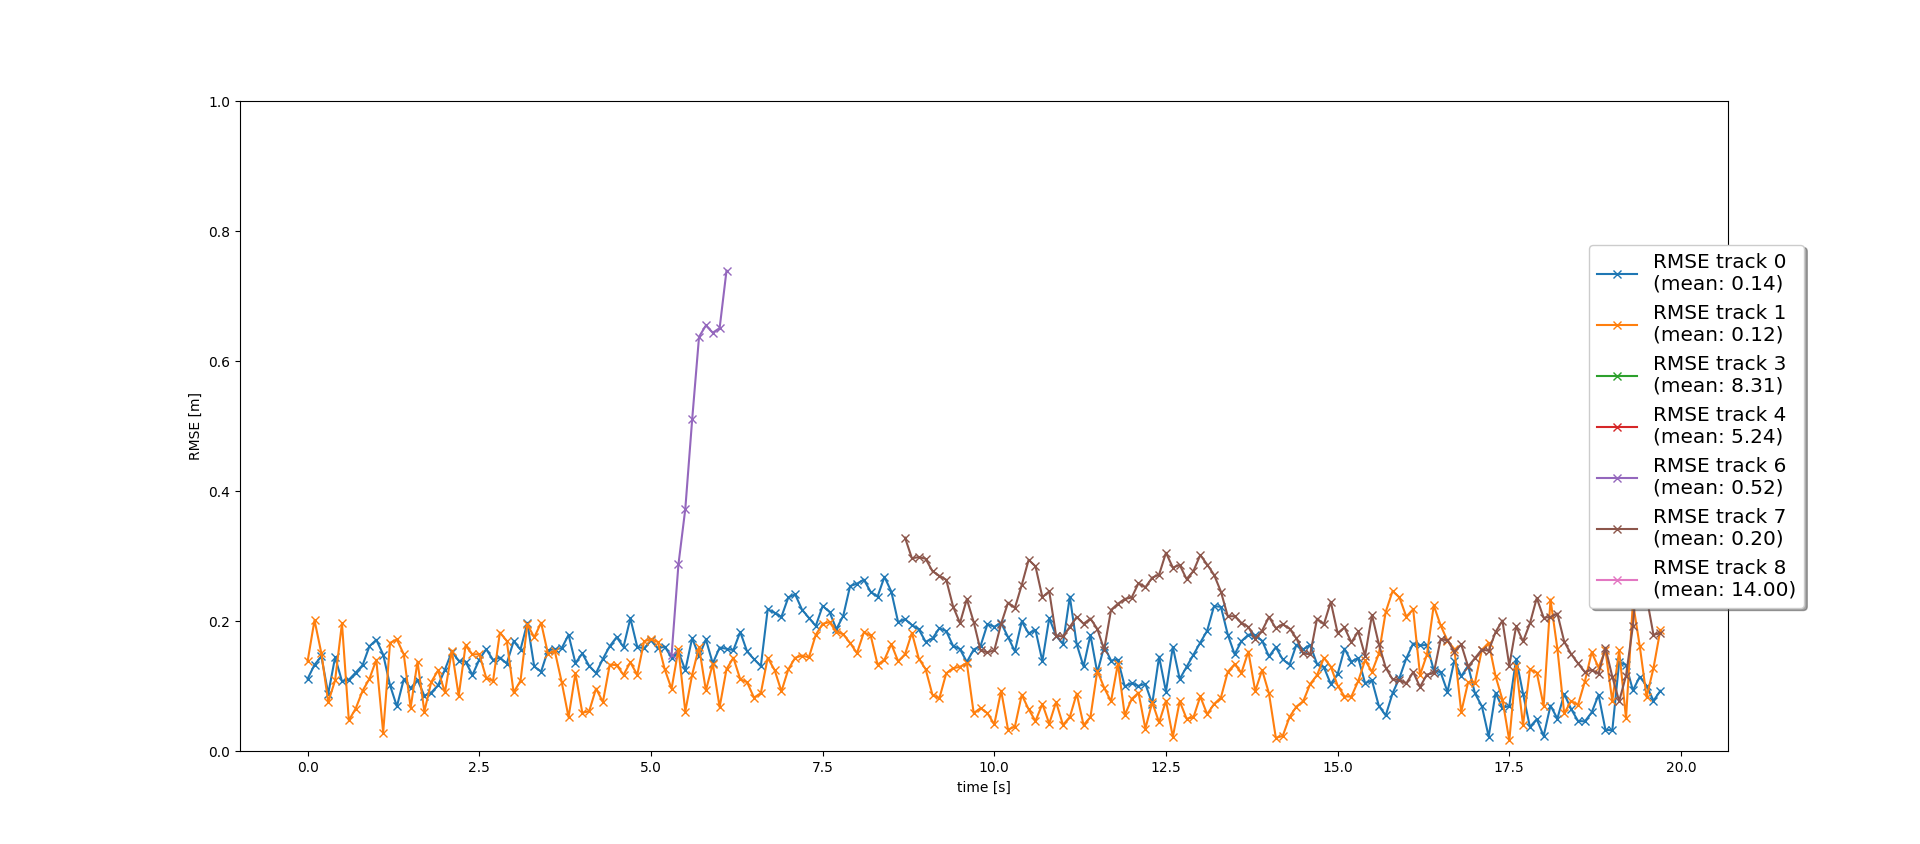 1.0
0.8
0.6
0.4
0.2
0.0
RMSE [m]
0.0 2.5 5.0 7.5 10.0 12.5 15.0 17.5 20.0
time [s]
RMSE track 0
(mean: 0.14)
RMSE track 1
(mean: 0.12)
RMSE track 3
(mean: 8.31)
RMSE track 4
(mean: 5.24)
RMSE track 6
(mean: 0.52)
RMSE track 7
(mean: 0.20)
RMSE track 8
(mean: 14.00)